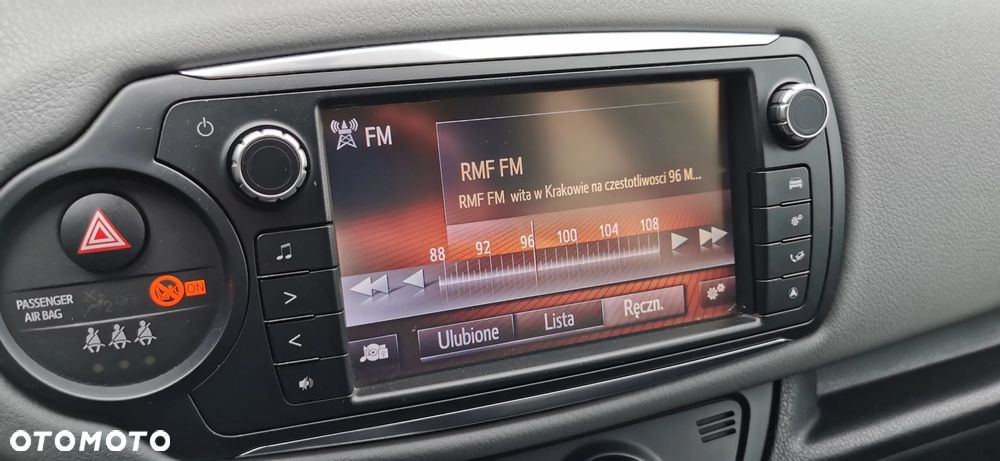 FM
RMF FM
RMF FM wita w Krakowie na czestotliwosci 96 M...
88 92 96 100 104 108
Ulubione Lista Ręczn.
PASSENGER
AIR BAG
ON
OTOMOTO